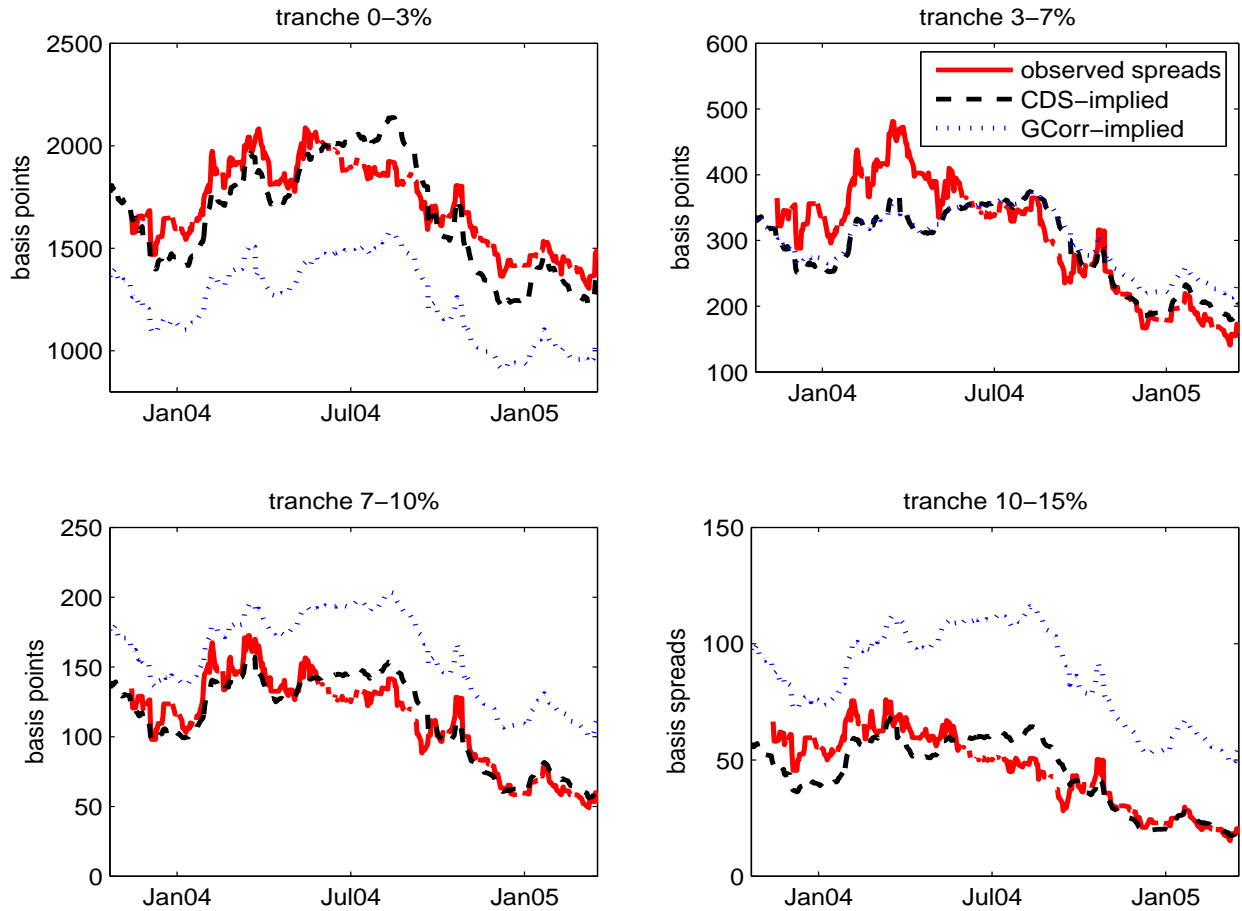 tranche 0−3%
2500
2000
1500
1000
basis points
Jan04 Jul04 Jan05
tranche 3−7%
600
500
400
300
200
100
basis points
observed spreads
CDS−implied
GCorr−implied
Jan04 Jul04 Jan05
tranche 7−10%
250
200
150
100
50
0
basis points
Jan04 Jul04 Jan05
tranche 10−15%
150
100
50
0
basis spreads
Jan04 Jul04 Jan05